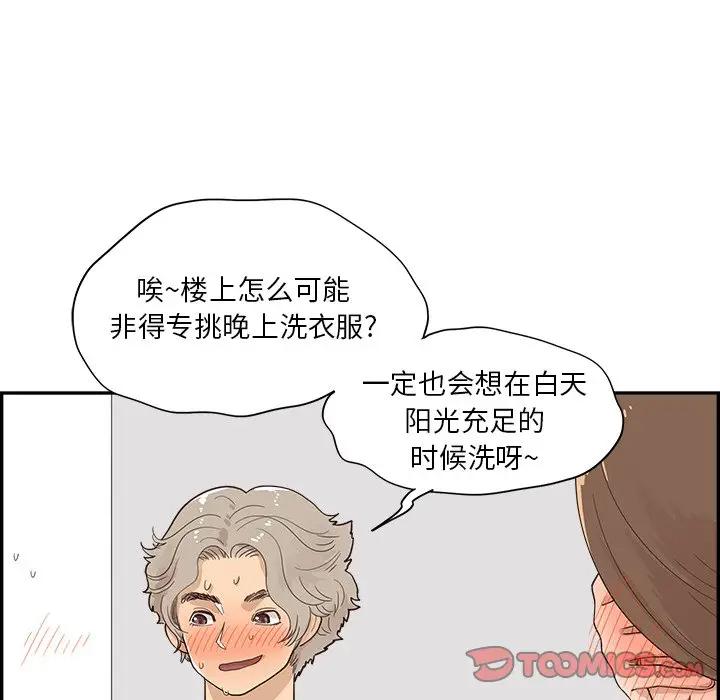 唉~楼上怎么可能
非得专挑晚上洗衣服?
一定也会想在白天
阳光充足的
时候洗呀~
TOOMICS.COM